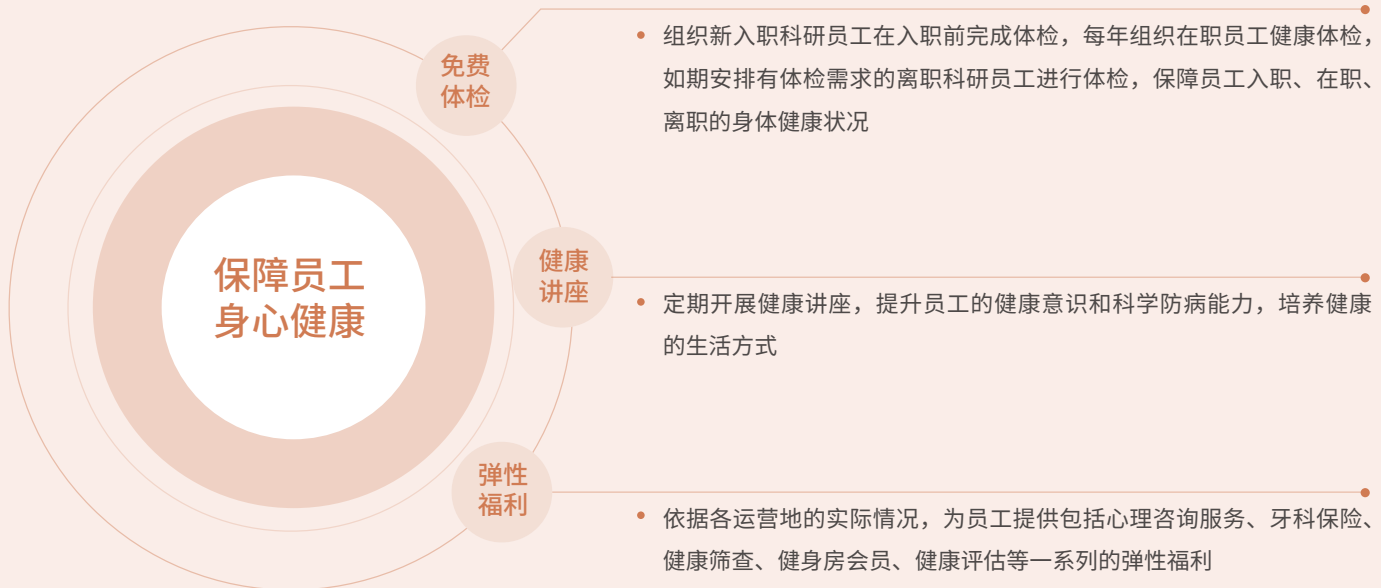 保障员工
身心健康
免费
体检
组织新入职科研员工在入职前完成体检，每年组织在职员工健康体检，
如期安排有体检需求的离职科研员工进行体检，保障员工入职、在职、
离职的身体健康状况
健康
讲座
定期开展健康讲座，提升员工的健康意识和科学防病能力，培养健康
的生活方式
弹性
福利
依据各运营地的实际情况，为员工提供包括心理咨询服务、牙科保险、
健康筛查、健身房会员、健康评估等一系列的弹性福利